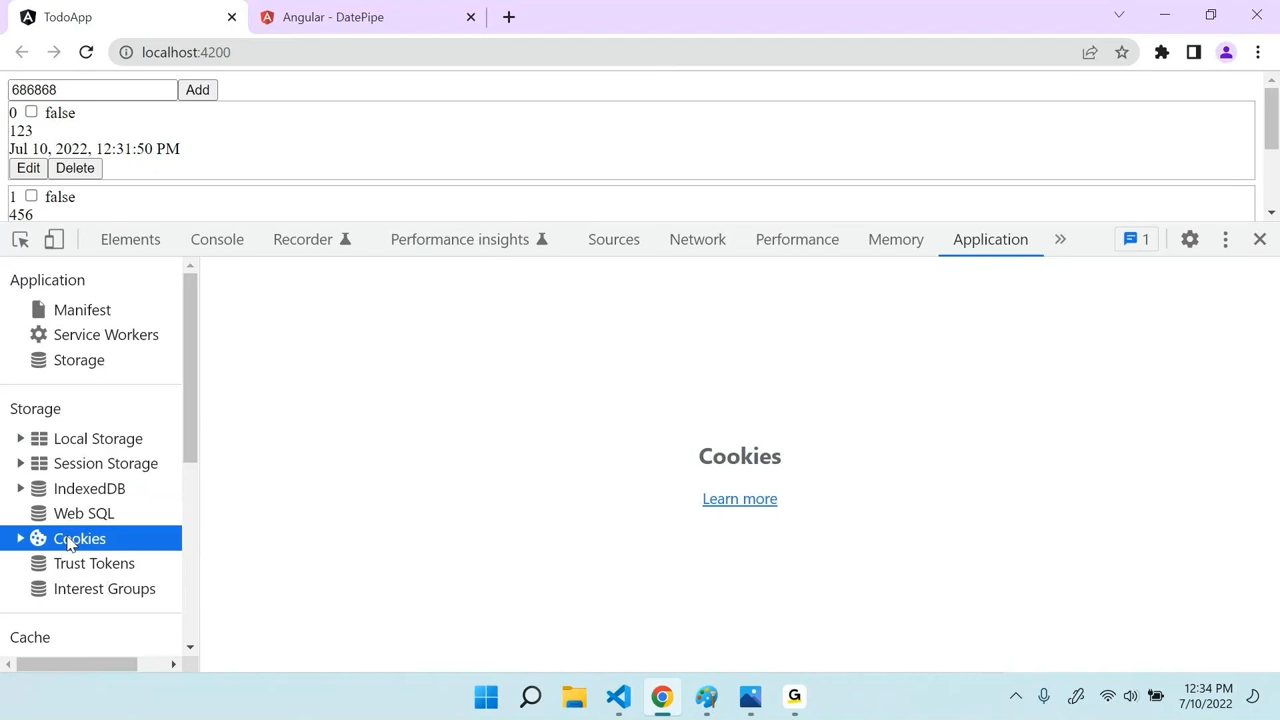 TodoApp
Angular - DatePipe
localhost:4200
686868 Add
0 false
123
Jul 10, 2022, 12:31:50 PM
Edit Delete
1 false
456
Elements Console Recorder Performance insights Sources Network Performance Memory Application 1
Application
Manifest
Service Workers
Storage
Storage
Local Storage
Session Storage
IndexedDB
Web SQL
Cookies
Trust Tokens
Interest Groups
Cache
Cookies
Learn more
G
12:34 PM
7/10/2022